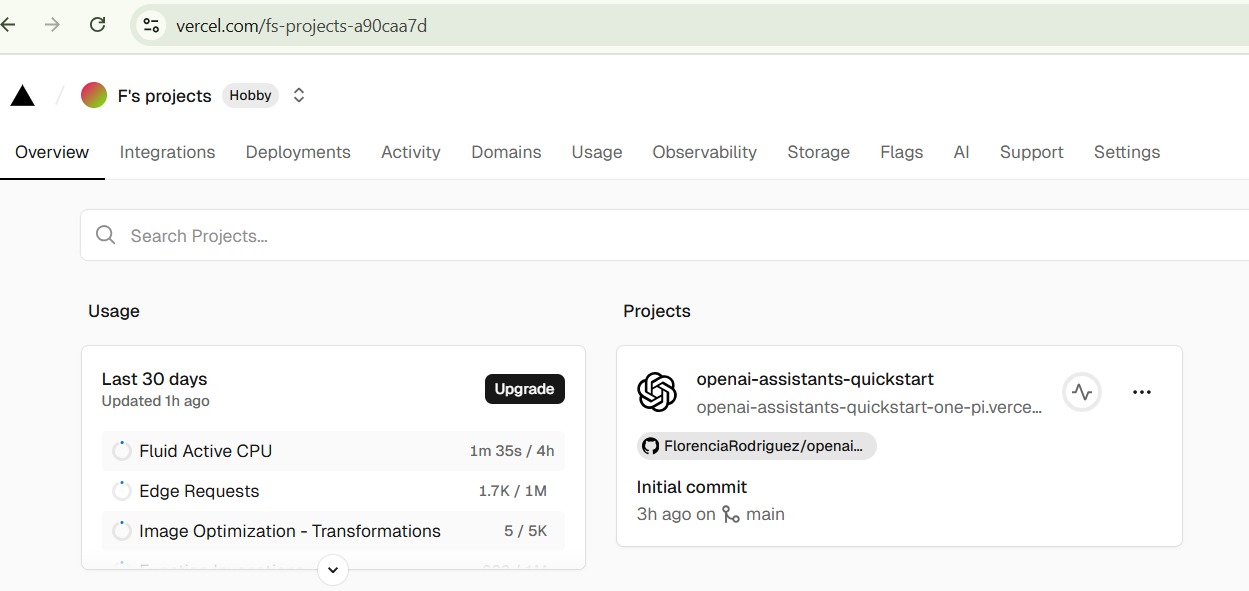 vercel.com/fs-projects-a90caa7d
F's projects Hobby
Overview Integrations Deployments Activity Domains Usage Observability Storage Flags AI Support Settings
Search Projects...
Usage
Last 30 days
Updated 1h ago
Upgrade
Fluid Active CPU 1m 35s / 4h
Edge Requests 1.7K / 1M
Image Optimization - Transformations 5 / 5K
Projects
openai-assistants-quickstart
openai-assistants-quickstart-one-pi.verce...
FlorenciaRodriguez/openai...
Initial commit
3h ago on main